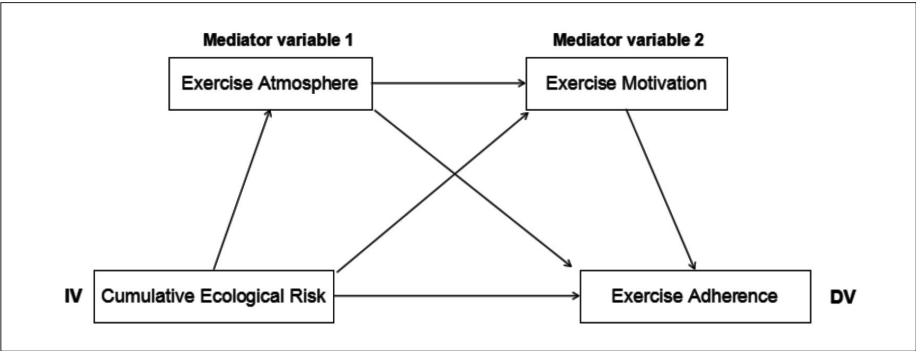 Mediator variable 1
Mediator variable 2
Exercise Atmosphere
Exercise Motivation
IV
Cumulative Ecological Risk
Exercise Adherence
DV